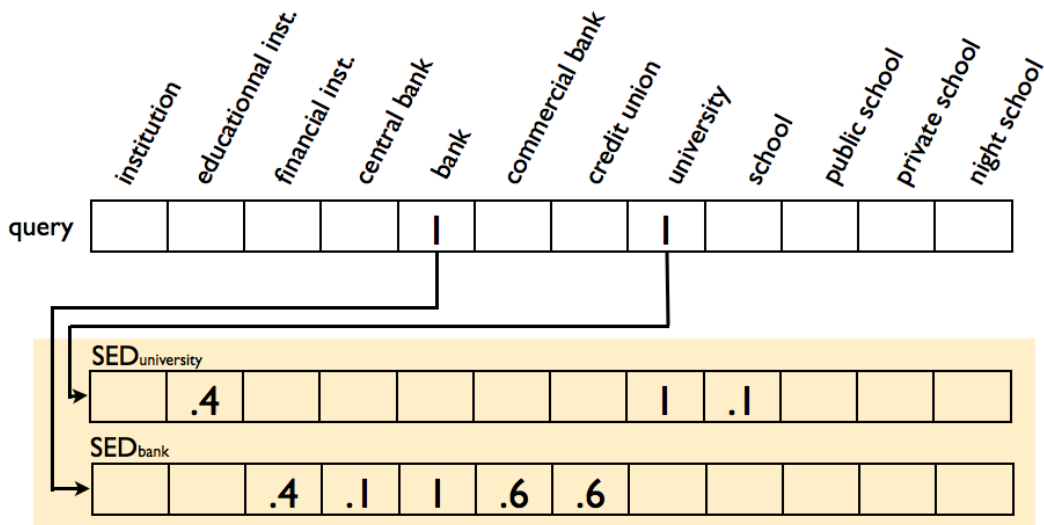 institution
educationnal inst.
financial inst.
central bank
bank
commercial bank
credit union
university
school
public school
private school
night school
query 1 1
SEDuniversity
.4 1 .1
SEDbank
.4 .1 1 .6 .6